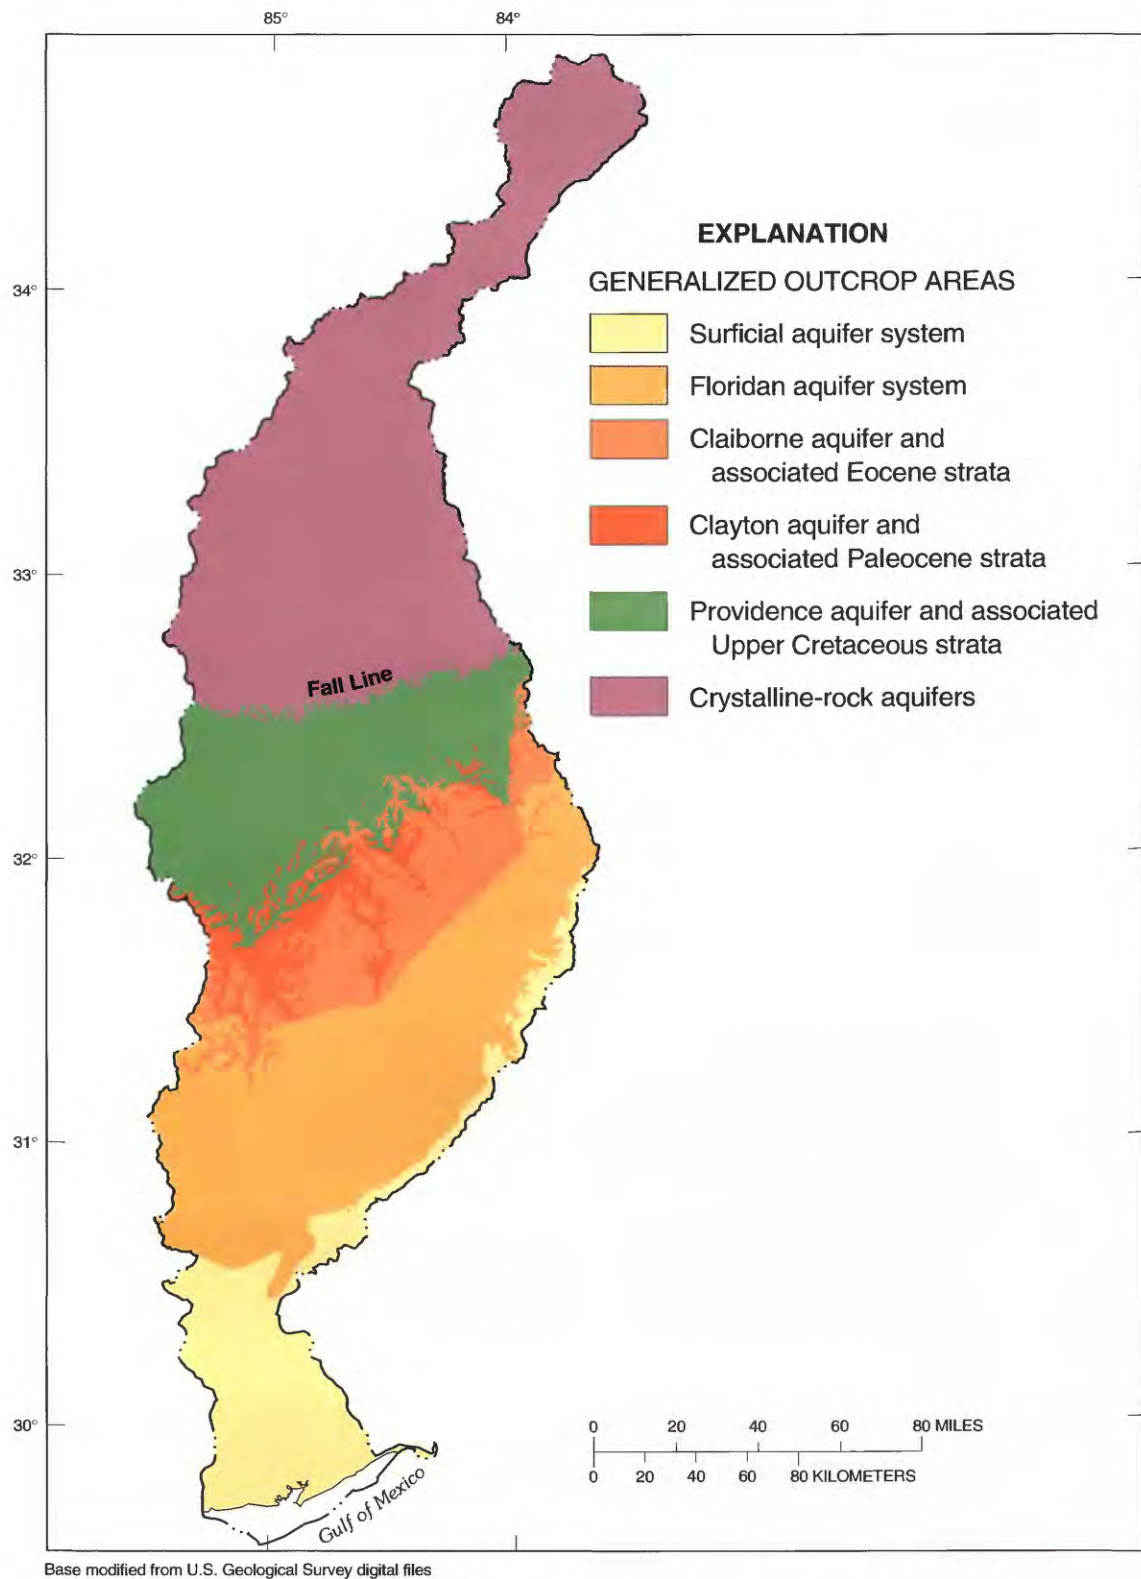 85°
84°
EXPLANATION
GENERALIZED OUTCROP AREAS
34°
Surficial aquifer system
Floridan aquifer system
Claiborne aquifer and
associated Eocene strata
Clayton aquifer and
associated Paleocene strata
33°
Providence aquifer and associated
Upper Cretaceous strata
Fall Line
Crystalline-rock aquifers
32°
31°
30°
0 20 40 60 80 MILES
0 20 40 60 80 KILOMETERS
Gulf of Mexico
Base modified from U.S. Geological Survey digital files